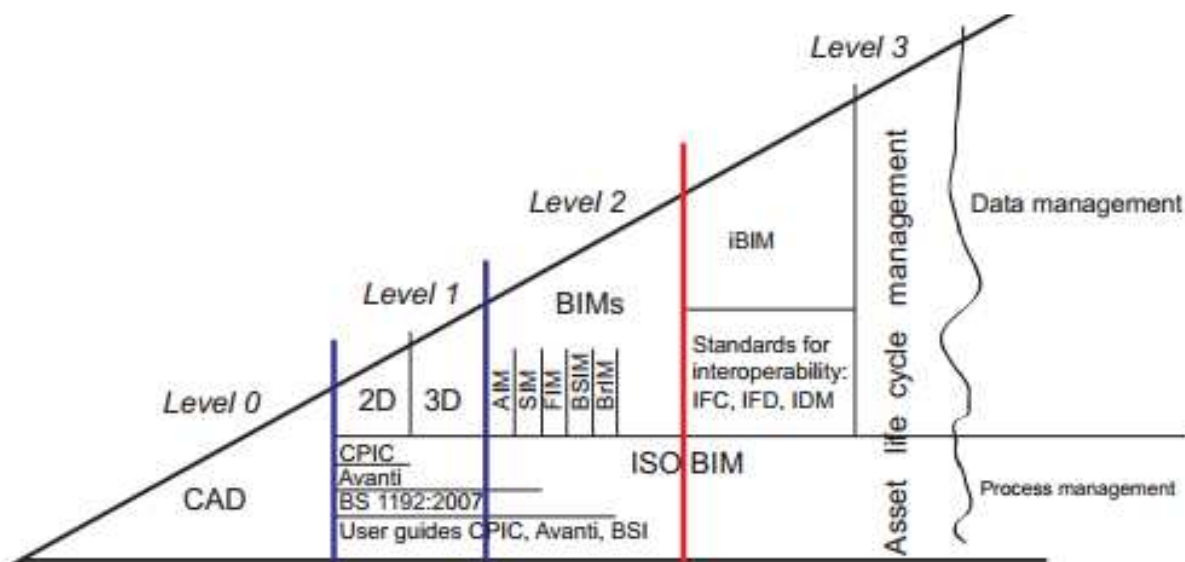 Level 3
Level 2
Level 1
Level 0
Data management
iBIM
BIMs
Standards for
interoperability:
IFC, IFD, IDM
2D
3D
AIM
SIM
FIM
BSIM
BrIM
Asset life cycle management
CAD
CPIC
Avanti
BS 1192:2007
User guides CPIC, Avanti, BSI
ISO BIM
Process management